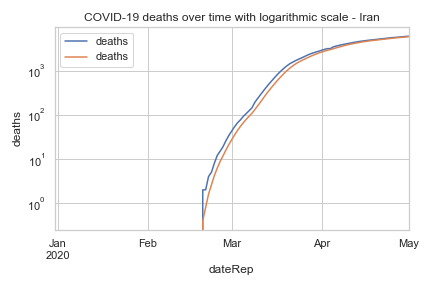 COVID-19 deaths over time with logarithmic scale - Iran
deaths
deaths
deaths
10³
10²
10¹
10⁰
Jan
2020
Feb
Mar
Apr
May
dateRep